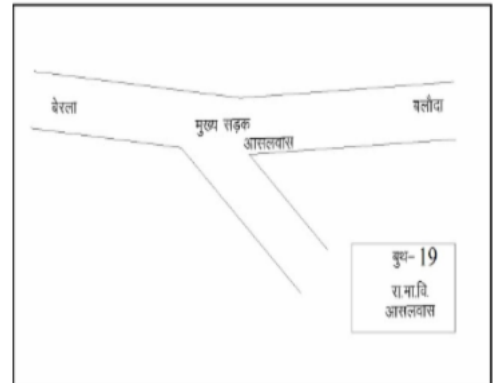 बेरला
बलौदा
मुख्य सड़क
आसलवास
बुथ- 19
रा.मा.वि.
आसलवास